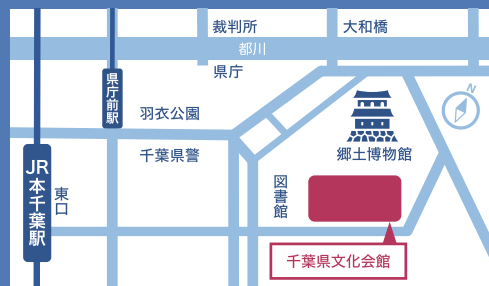 裁判所
大和橋
都川
県庁
県庁前駅
羽衣公園
N
千葉県警
郷土博物館
JR本千葉駅
東口
図書館
千葉県文化会館